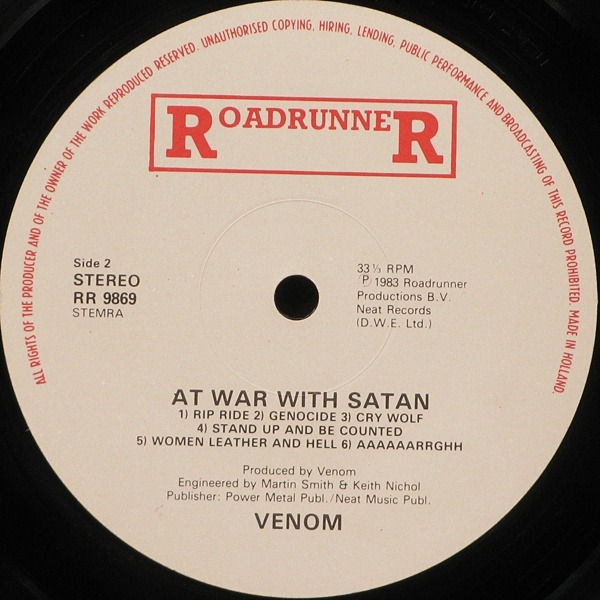 ALL RIGHTS OF THE PRODUCER AND OF THE OWNER OF THE WORK REPRODUCED RESERVED. UNAUTHORISED COPYING, HIRING, LENDING, PUBLIC PERFORMANCE AND BROADCASTING OF THIS RECORD PROHIBITED. MADE IN HOLLAND.
ROADRUNNER
Side 2
STEREO
RR 9869
STEMRA
33⅓ RPM
Ⓟ 1983 Roadrunner
Productions B.V.
Neat Records
(D.W.E. Ltd.)
AT WAR WITH SATAN
1) RIP RIDE 2) GENOCIDE 3) CRY WOLF
4) STAND UP AND BE COUNTED
5) WOMEN LEATHER AND HELL 6) AAAAAARRGHH
Produced by Venom
Engineered by Martin Smith & Keith Nichol
Publisher: Power Metal Publ./Neat Music Publ.
VENOM